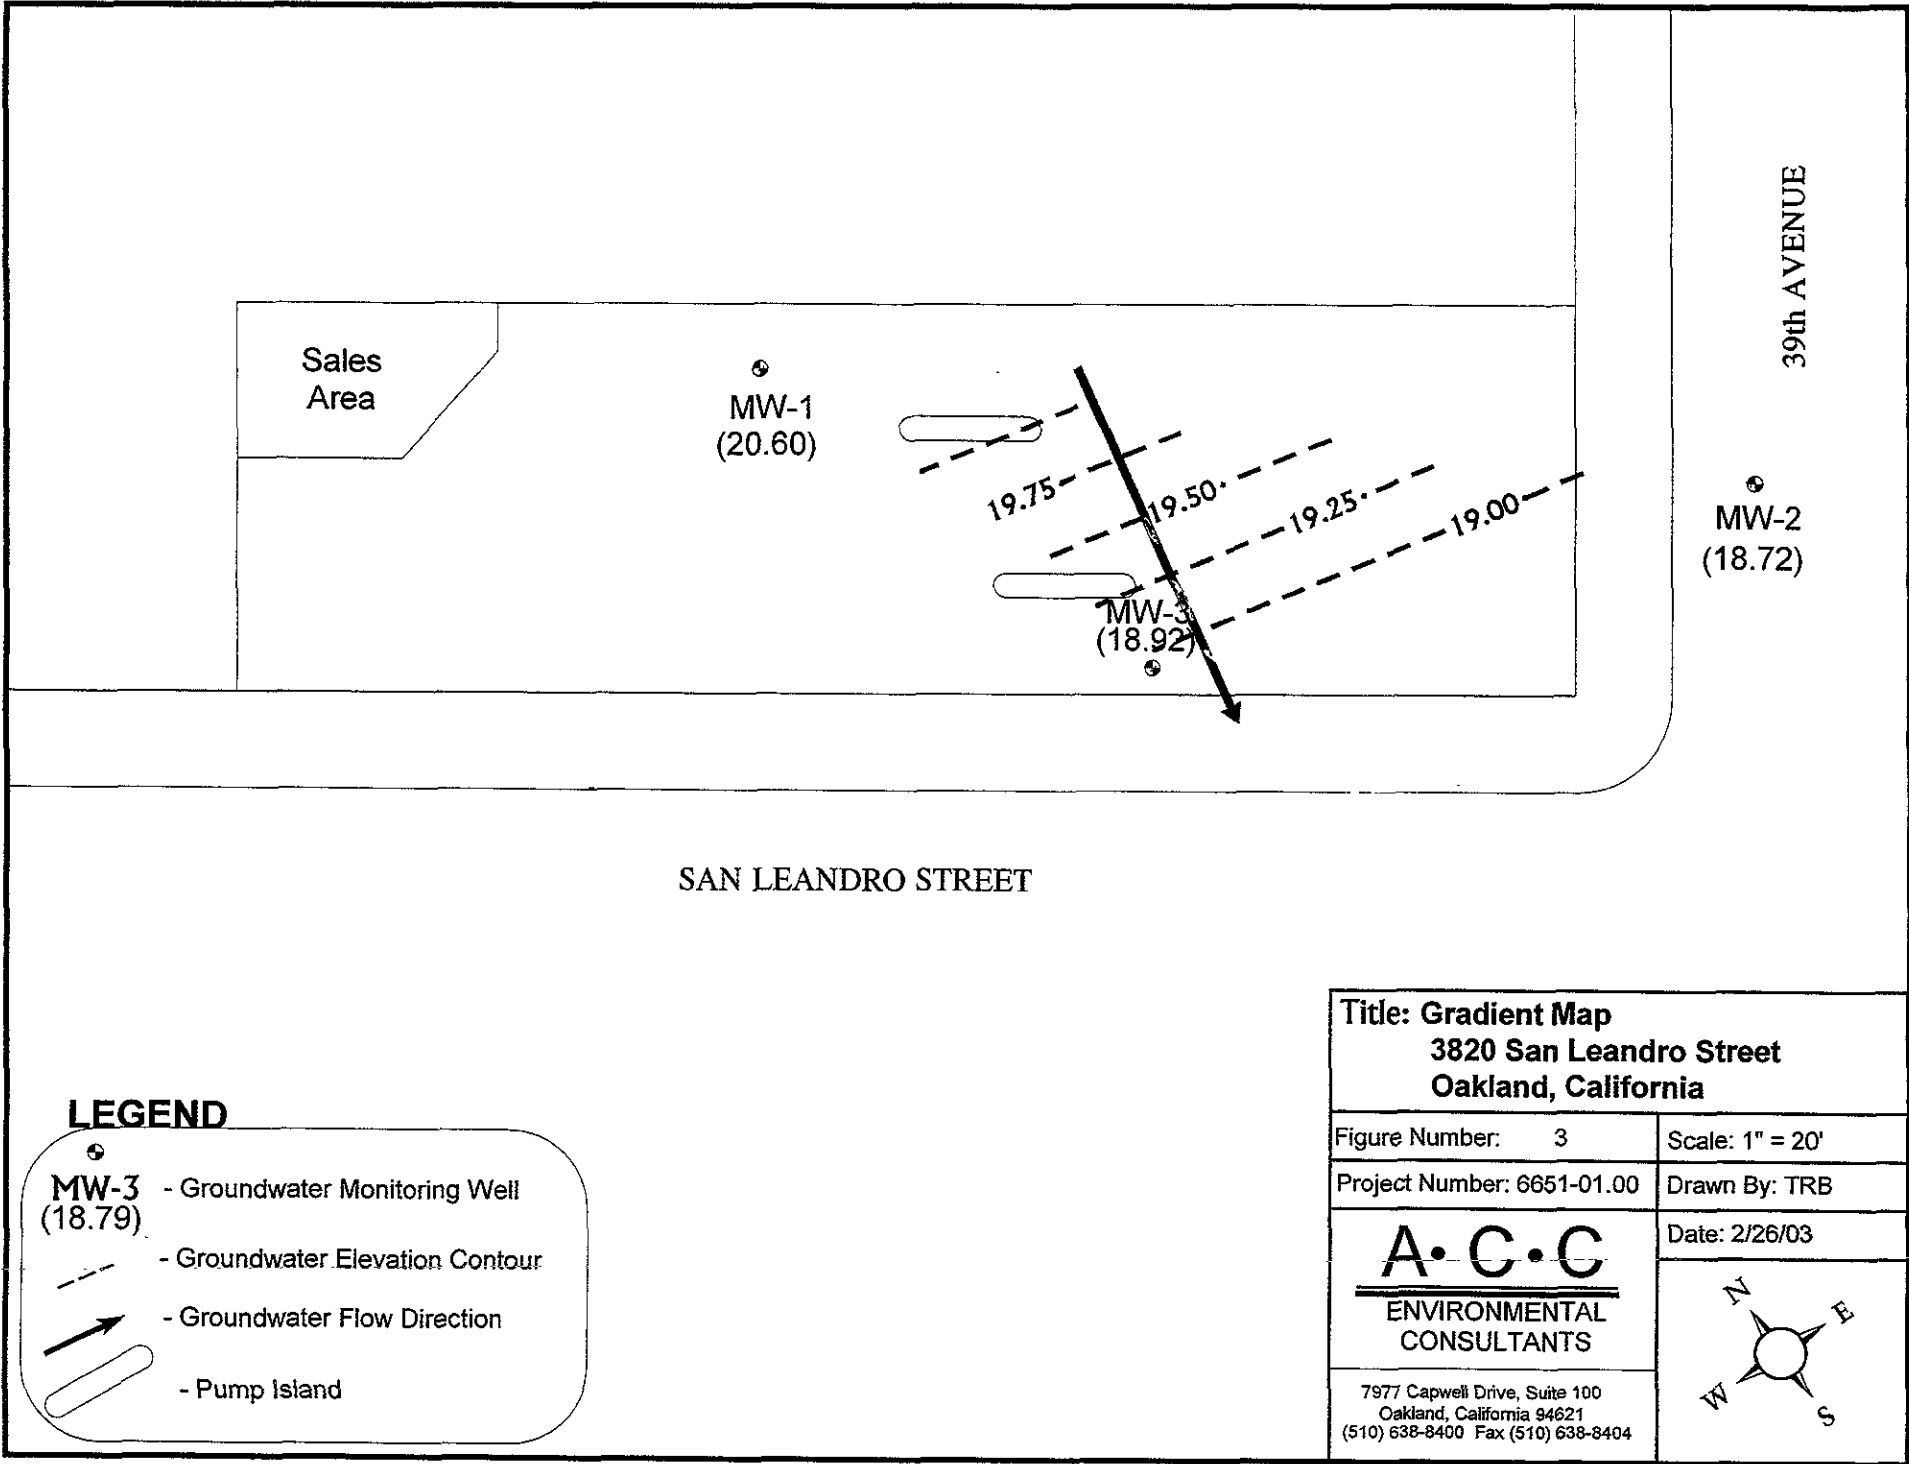 39th AVENUE
Sales
Area
MW-1
(20.60)
19.75
19.50
19.25
19.00
MW-2
(18.72)
MW-3
(18.92)
SAN LEANDRO STREET
LEGEND
MW-3
(18.79)
- Groundwater Monitoring Well
- Groundwater Elevation Contour
- Groundwater Flow Direction
- Pump Island
Title: Gradient Map
3820 San Leandro Street
Oakland, California
Figure Number: 3
Scale: 1" = 20'
Project Number: 6651-01.00
Drawn By: TRB
Date: 2/26/03
A•C•C
ENVIRONMENTAL
CONSULTANTS
7977 Capwell Drive, Suite 100
Oakland, California 94621
(510) 638-8400 Fax (510) 638-8404
N
E
W
S